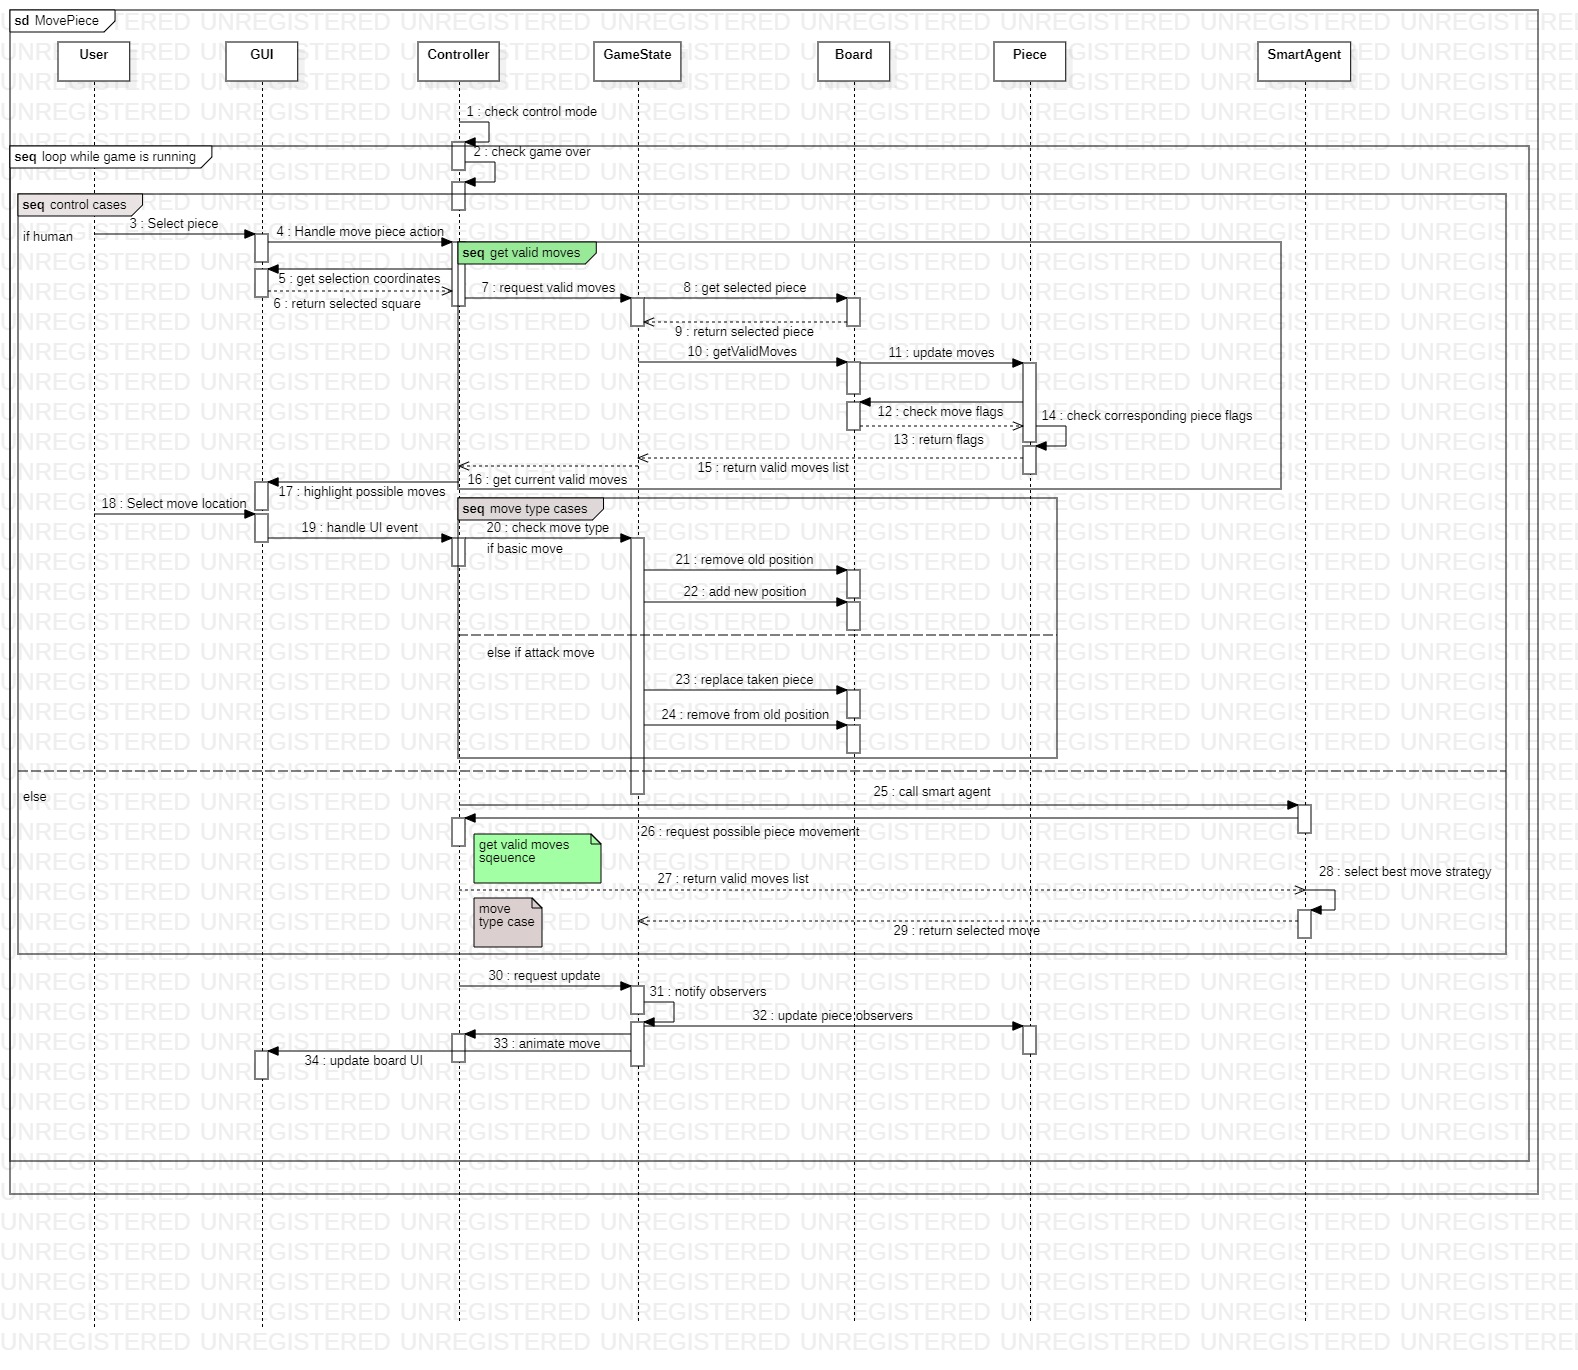 sd MovePiece
User
GUI
Controller
GameState
Board
Piece
SmartAgent
1 : check control mode
seq loop while game is running
2 : check game over
seq control cases
if human
3 : Select piece
4 : Handle move piece action
seq get valid moves
5 : get selection coordinates
6 : return selected square
7 : request valid moves
8 : get selected piece
9 : return selected piece
10 : getValidMoves
11 : update moves
12 : check move flags
14 : check corresponding piece flags
13 : return flags
15 : return valid moves list
16 : get current valid moves
17 : highlight possible moves
18 : Select move location
seq move type cases
19 : handle UI event
20 : check move type
if basic move
21 : remove old position
22 : add new position
else if attack move
23 : replace taken piece
24 : remove from old position
else
25 : call smart agent
26 : request possible piece movement
get valid moves
sqeuence
27 : return valid moves list
28 : select best move strategy
move
type case
29 : return selected move
30 : request update
31 : notify observers
32 : update piece observers
33 : animate move
34 : update board UI
UNREGISTERED